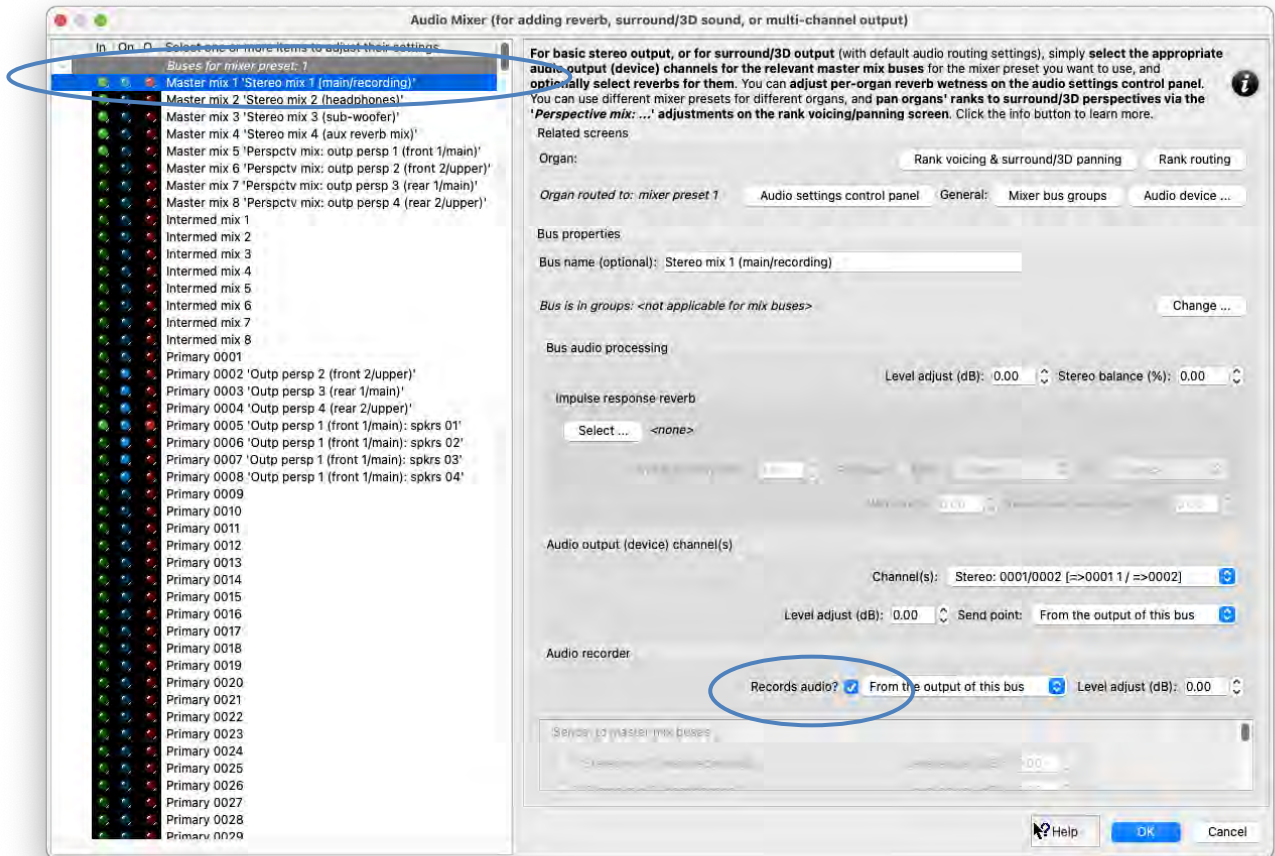 Audio Mixer (for adding reverb, surround/3D sound, or multi-channel output)
In On O Select one or more items to adjust their settings
Buses for mixer preset: 1
Master mix 1 'Stereo mix 1 (main/recording)'
Master mix 2 'Stereo mix 2 (headphones)'
Master mix 3 'Stereo mix 3 (sub-woofer)'
Master mix 4 'Stereo mix 4 (aux reverb mix)'
Master mix 5 'Perspctv mix: outp persp 1 (front 1/main)'
Master mix 6 'Perspctv mix: outp persp 2 (front 2/upper)'
Master mix 7 'Perspctv mix: outp persp 3 (rear 1/main)'
Master mix 8 'Perspctv mix: outp persp 4 (rear 2/upper)'
Intermed mix 1
Intermed mix 2
Intermed mix 3
Intermed mix 4
Intermed mix 5
Intermed mix 6
Intermed mix 7
Intermed mix 8
Primary 0001
Primary 0002 'Outp persp 2 (front 2/upper)'
Primary 0003 'Outp persp 3 (rear 1/main)'
Primary 0004 'Outp persp 4 (rear 2/upper)'
Primary 0005 'Outp persp 1 (front 1/main): spkrs 01'
Primary 0006 'Outp persp 1 (front 1/main): spkrs 02'
Primary 0007 'Outp persp 1 (front 1/main): spkrs 03'
Primary 0008 'Outp persp 1 (front 1/main): spkrs 04'
Primary 0009
Primary 0010
Primary 0011
Primary 0012
Primary 0013
Primary 0014
Primary 0015
Primary 0016
Primary 0017
Primary 0018
Primary 0019
Primary 0020
Primary 0021
Primary 0022
Primary 0023
Primary 0024
Primary 0025
Primary 0026
Primary 0027
Primary 0028
Primary 0029
For basic stereo output, or for surround/3D output (with default audio routing settings), simply select the appropriate
audio output (device) channels for the relevant master mix buses for the mixer preset you want to use, and
optionally select reverbs for them. You can adjust per-organ reverb wetness on the audio settings control panel.
You can use different mixer presets for different organs, and pan organs' ranks to surround/3D perspectives via the
'Perspective mix: ...' adjustments on the rank voicing/panning screen. Click the info button to learn more.
Related screens
Organ: Rank voicing & surround/3D panning Rank routing
Organ routed to: mixer preset 1 Audio settings control panel General: Mixer bus groups Audio device ...
Bus properties
Bus name (optional): Stereo mix 1 (main/recording)
Bus is in groups: <not applicable for mix buses> Change ...
Bus audio processing
Level adjust (dB): 0.00 Stereo balance (%): 0.00
Impulse response reverb
Select ... <none>
Audio output (device) channel(s)
Channel(s): Stereo: 0001/0002 [=>0001 1 / =>0002]
Level adjust (dB): 0.00 Send point: From the output of this bus
Audio recorder
Records audio? From the output of this bus Level adjust (dB): 0.00
Sends: to master mix buses
? Help OK Cancel